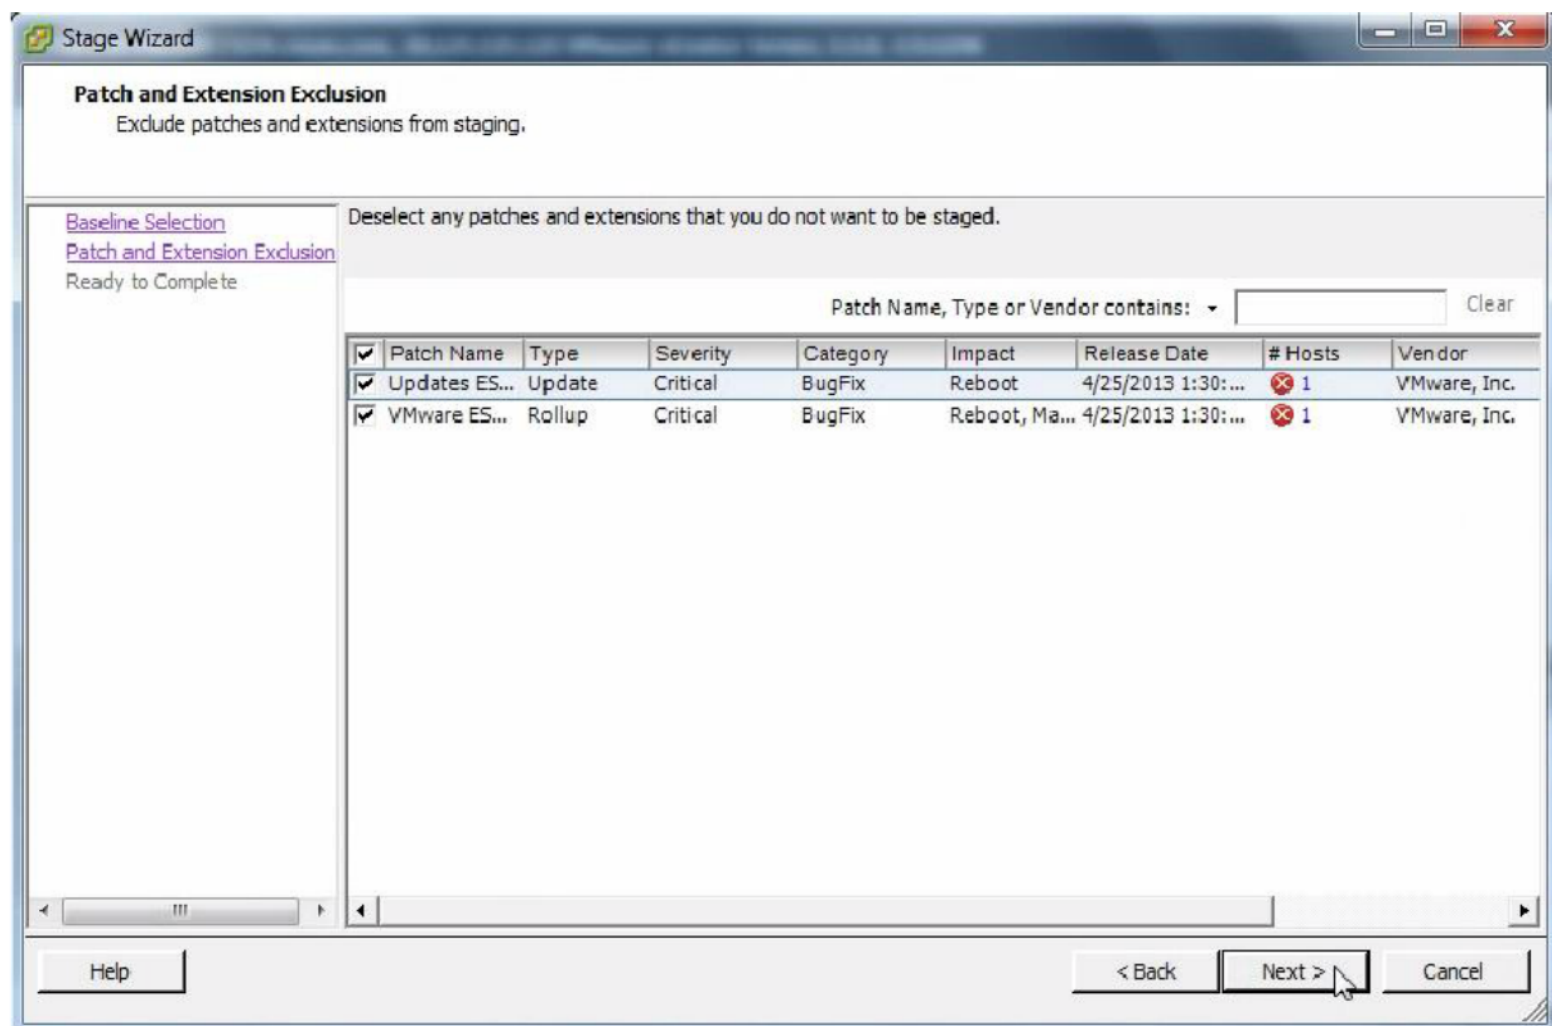 Stage Wizard
Patch and Extension Exclusion
Exclude patches and extensions from staging.
Baseline Selection
Patch and Extension Exclusion
Ready to Complete
Deselect any patches and extensions that you do not want to be staged.
Patch Name, Type or Vendor contains: Clear
Patch Name Type Severity Category Impact Release Date # Hosts Vendor
Updates ES... Update Critical BugFix Reboot 4/25/2013 1:30:... 1 VMware, Inc.
VMware ES... Rollup Critical BugFix Reboot, Ma... 4/25/2013 1:30:... 1 VMware, Inc.
Help < Back Next > Cancel